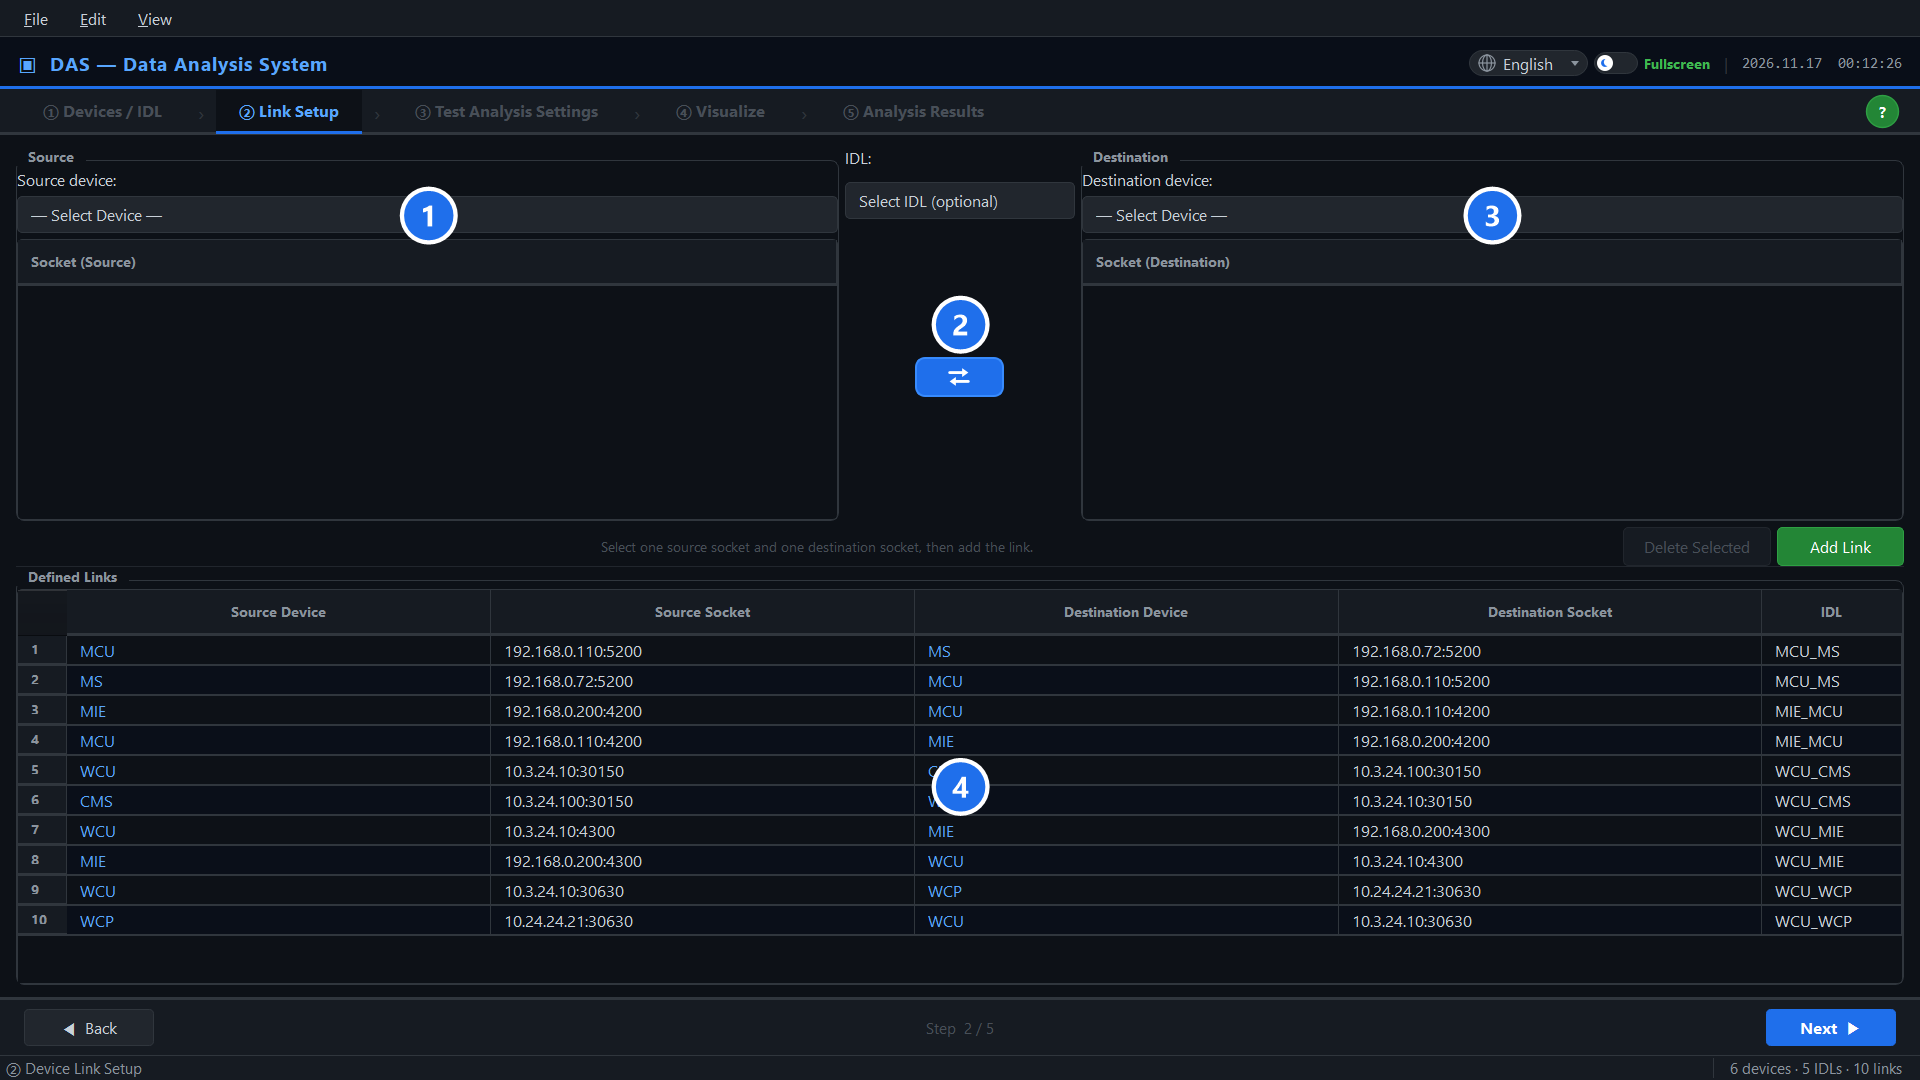 File Edit View
DAS — Data Analysis System
English Fullscreen | 2026.11.17 00:12:26
① Devices / IDL › ② Link Setup › ③ Test Analysis Settings › ④ Visualize › ⑤ Analysis Results ?
Source IDL: Destination
Source device: Destination device:
— Select Device — 1 Select IDL (optional) — Select Device — 3
Socket (Source) Socket (Destination)
2
Select one source socket and one destination socket, then add the link. Delete Selected Add Link
Defined Links
Source Device Source Socket Destination Device Destination Socket IDL
1 MCU 192.168.0.110:5200 MS 192.168.0.72:5200 MCU_MS
2 MS 192.168.0.72:5200 MCU 192.168.0.110:5200 MCU_MS
3 MIE 192.168.0.200:4200 MCU 192.168.0.110:4200 MIE_MCU
4 MCU 192.168.0.110:4200 MIE 192.168.0.200:4200 MIE_MCU
5 WCU 10.3.24.10:30150 10.3.24.100:30150 WCU_CMS
4
6 CMS 10.3.24.100:30150 10.3.24.10:30150 WCU_CMS
7 WCU 10.3.24.10:4300 MIE 192.168.0.200:4300 WCU_MIE
8 MIE 192.168.0.200:4300 WCU 10.3.24.10:4300 WCU_MIE
9 WCU 10.3.24.10:30630 WCP 10.24.24.21:30630 WCU_WCP
10 WCP 10.24.24.21:30630 WCU 10.3.24.10:30630 WCU_WCP
◀ Back Step 2 / 5 Next ▶
② Device Link Setup 6 devices · 5 IDLs · 10 links